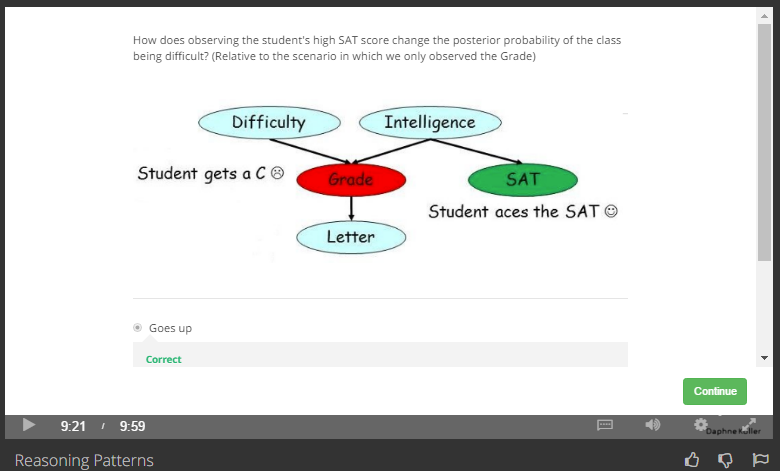 How does observing the student's high SAT score change the posterior probability of the class
being difficult? (Relative to the scenario in which we only observed the Grade)
Difficulty
Intelligence
Student gets a C ☹
Grade
SAT
Student aces the SAT ☺
Letter
Goes up
Correct
Continue
9:21 / 9:59
Daphne Koller
Reasoning Patterns